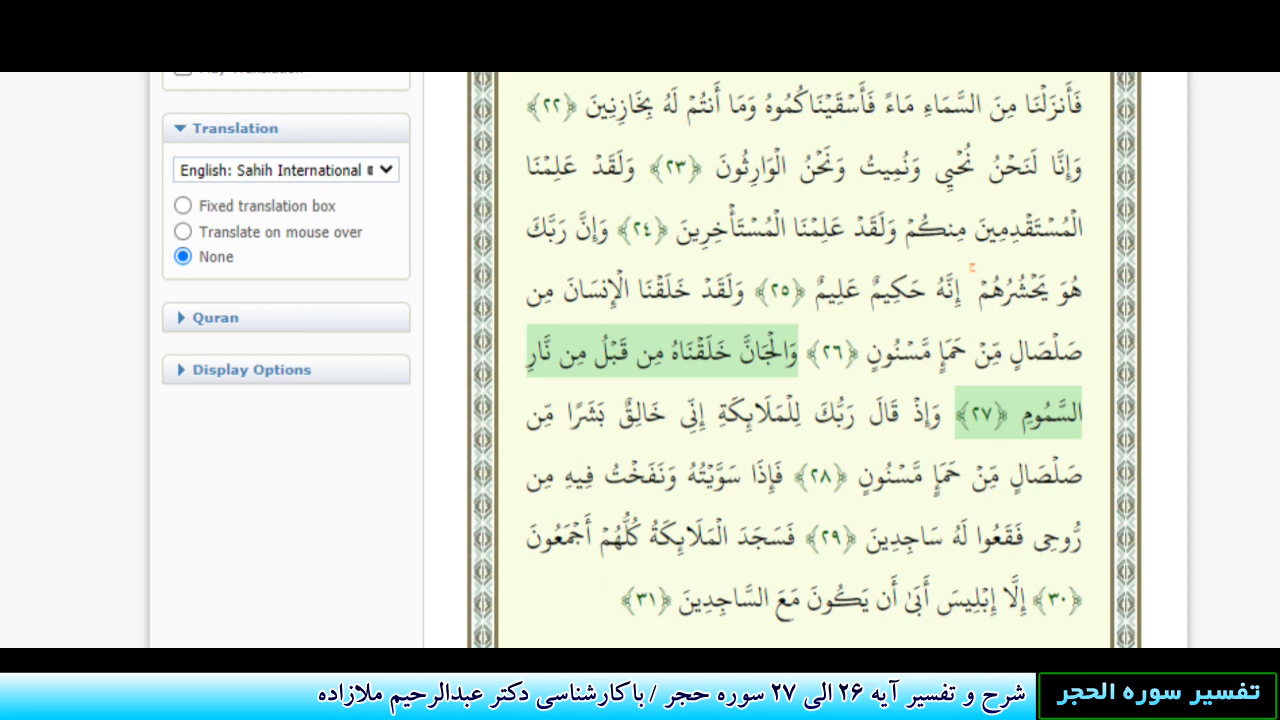 Translation
English: Sahih International
Fixed translation box
Translate on mouse over
None
Quran
Display Options
فَأَنزَلْنَا مِنَ السَّمَاءِ مَاءً فَأَسْقَيْنَاكُمُوهُ وَمَا أَنتُمْ لَهُ بِخَازِنِينَ ﴿٢٢﴾
وَإِنَّا لَنَحْنُ نُحْيِي وَنُمِيتُ وَنَحْنُ الْوَارِثُونَ ﴿٢٣﴾ وَلَقَدْ عَلِمْنَا
الْمُسْتَقْدِمِينَ مِنكُمْ وَلَقَدْ عَلِمْنَا الْمُسْتَأْخِرِينَ ﴿٢٤﴾ وَإِنَّ رَبَّكَ
هُوَ يَحْشُرُهُمْ ۚ إِنَّهُ حَكِيمٌ عَلِيمٌ ﴿٢٥﴾ وَلَقَدْ خَلَقْنَا الْإِنسَانَ مِن
صَلْصَالٍ مِّنْ حَمَإٍ مَّسْنُونٍ ﴿٢٦﴾ وَالْجَانَّ خَلَقْنَاهُ مِن قَبْلُ مِن نَّارِ
السَّمُومِ ﴿٢٧﴾ وَإِذْ قَالَ رَبُّكَ لِلْمَلَائِكَةِ إِنِّي خَالِقٌ بَشَرًا مِّن
صَلْصَالٍ مِّنْ حَمَإٍ مَّسْنُونٍ ﴿٢٨﴾ فَإِذَا سَوَّيْتُهُ وَنَفَخْتُ فِيهِ مِن
رُّوحِي فَقَعُوا لَهُ سَاجِدِينَ ﴿٢٩﴾ فَسَجَدَ الْمَلَائِكَةُ كُلُّهُمْ أَجْمَعُونَ
﴿٣٠﴾ إِلَّا إِبْلِيسَ أَبَىٰ أَن يَكُونَ مَعَ السَّاجِدِينَ ﴿٣١﴾
تفسیر سوره الحجر
شرح و تفسیر آیه ۲۶ الی ۲۷ سوره حجر / باکارشناسی دکتر عبدالرحیم ملازاده